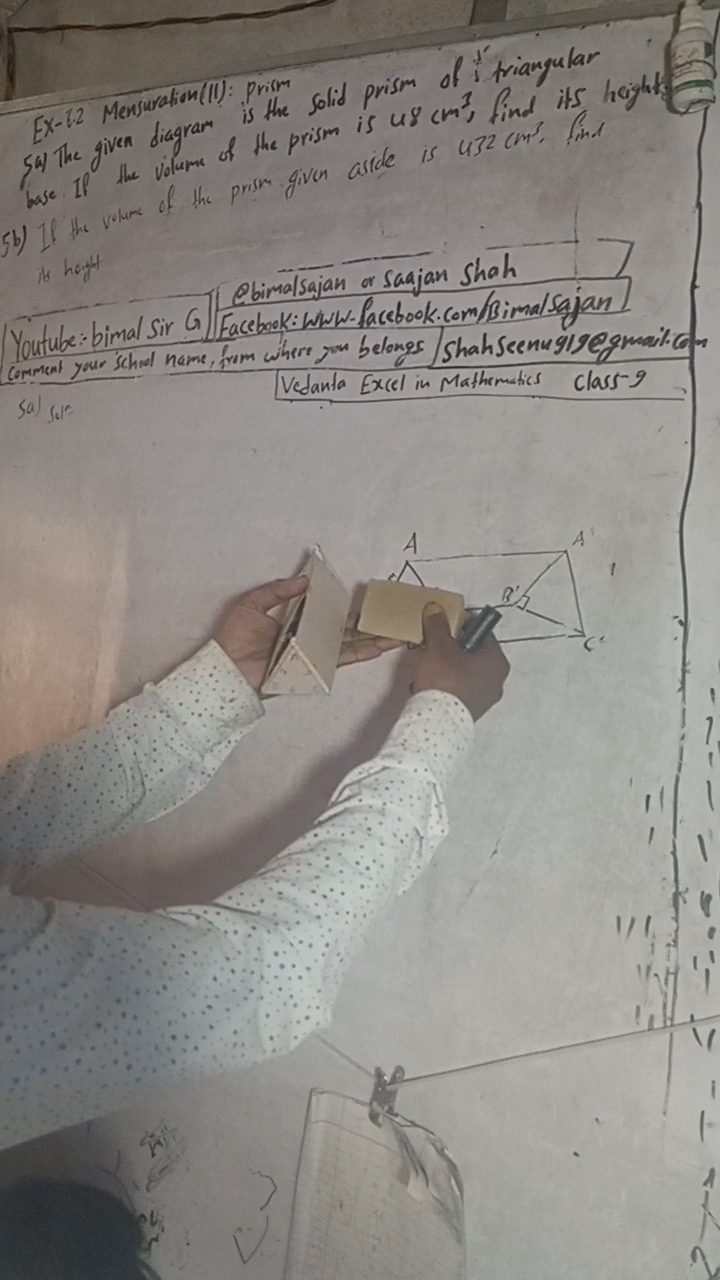 Ex-6.2 Mensuration(II): Prism
5a) The given diagram is the solid prism of triangular
base. If the volume of the prism is 48 cm³, find its height
5b) If the volume of the prism given aside is 432 cm³, find
its height
@bimalsajan or Saajan Shah
Youtube:- bimal Sir G
Facebook: www.facebook.com/Bimalsajan
Comment your School name, from where you belongs
Shahseenu919@gmail.com
Vedanta Excel in Mathematics Class-9
5a) Solⁿ
A
A'
B'
C'